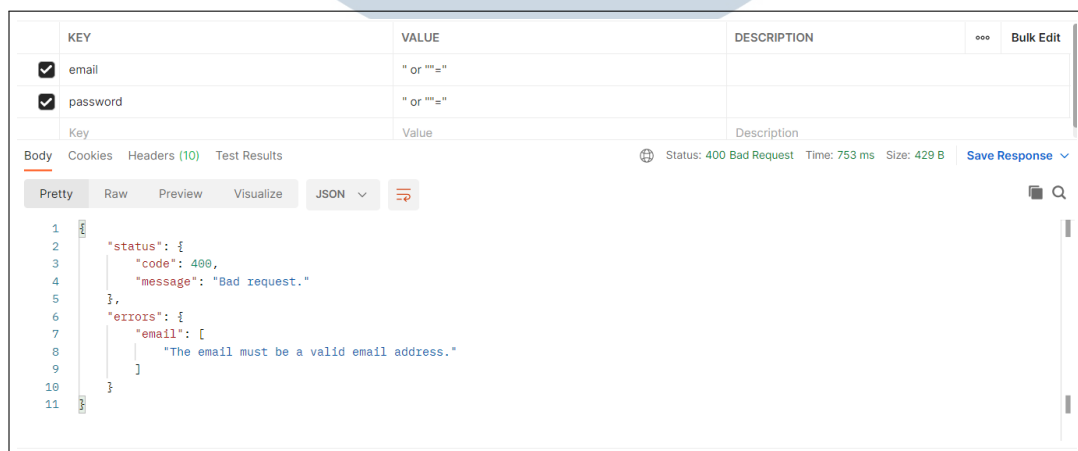 KEY VALUE DESCRIPTION ooo Bulk Edit
email " or ""="
password " or ""="
Key Value Description
Body Cookies Headers (10) Test Results Status: 400 Bad Request Time: 753 ms Size: 429 B Save Response
Pretty Raw Preview Visualize JSON
1 {
2 "status": {
3 "code": 400,
4 "message": "Bad request."
5 },
6 "errors": {
7 "email": [
8 "The email must be a valid email address."
9 ]
10 }
11 }